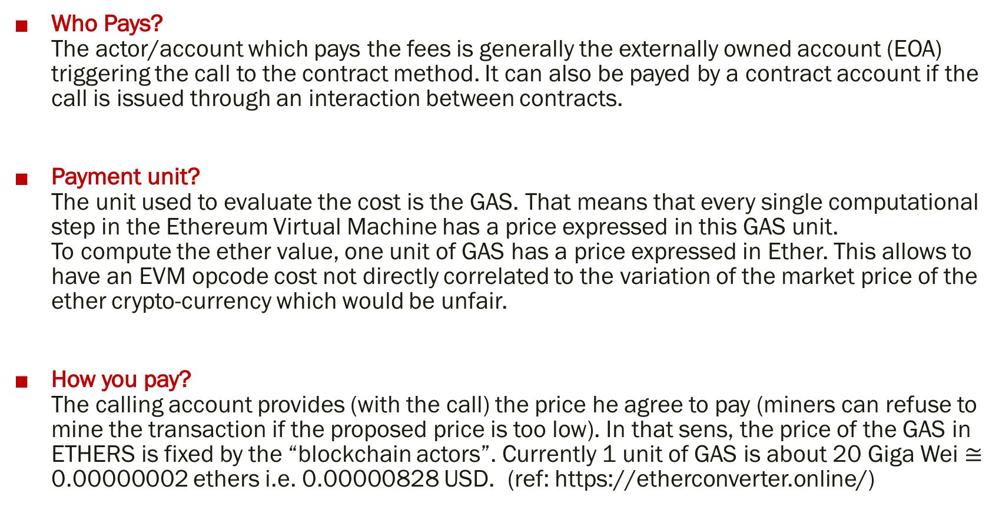 ■ Who Pays?
The actor/account which pays the fees is generally the externally owned account (EOA)
triggering the call to the contract method. It can also be payed by a contract account if the
call is issued through an interaction between contracts.
■ Payment unit?
The unit used to evaluate the cost is the GAS. That means that every single computational
step in the Ethereum Virtual Machine has a price expressed in this GAS unit.
To compute the ether value, one unit of GAS has a price expressed in Ether. This allows to
have an EVM opcode cost not directly correlated to the variation of the market price of the
ether crypto-currency which would be unfair.
■ How you pay?
The calling account provides (with the call) the price he agree to pay (miners can refuse to
mine the transaction if the proposed price is too low). In that sens, the price of the GAS in
ETHERS is fixed by the “blockchain actors”. Currently 1 unit of GAS is about 20 Giga Wei ≅
0.00000002 ethers i.e. 0.00000828 USD. (ref: https://etherconverter.online/)